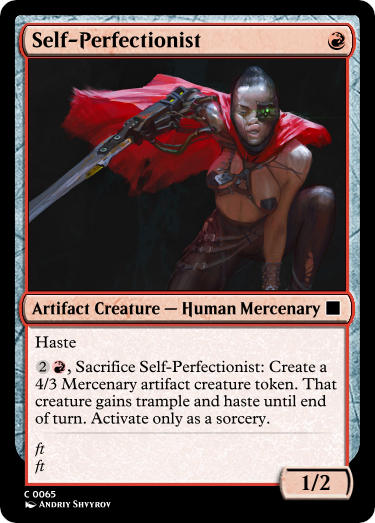 Self-Perfectionist
Artifact Creature — Human Mercenary
Haste
2 , Sacrifice Self-Perfectionist: Create a
4/3 Mercenary artifact creature token. That
creature gains trample and haste until end
of turn. Activate only as a sorcery.
ft
ft
1/2
C 0065
Andriy Shvyrov